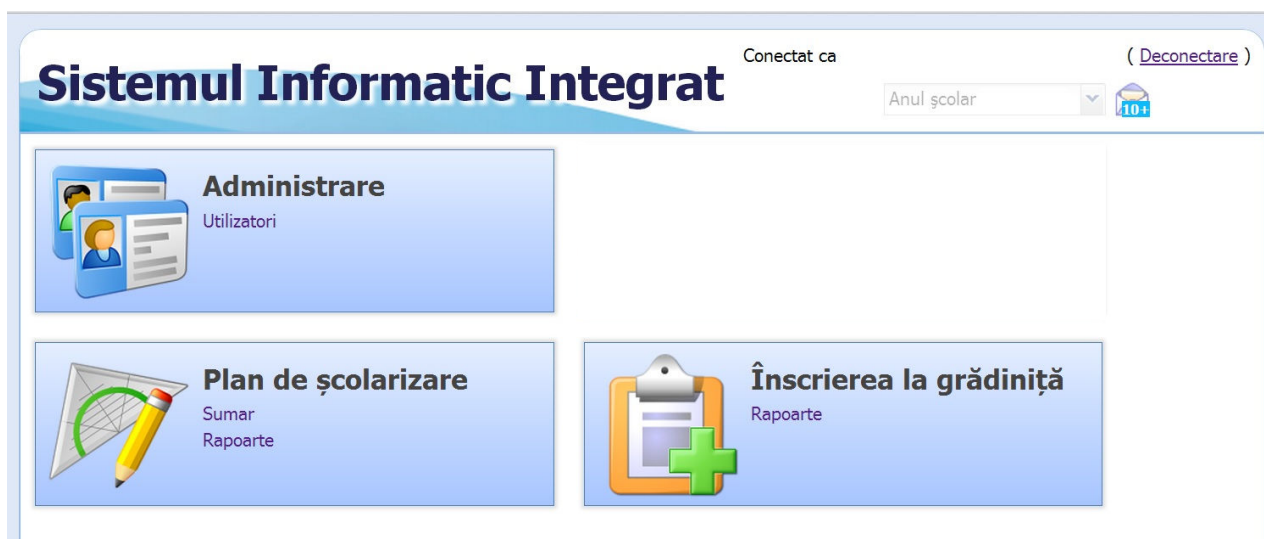 Conectat ca
( Deconectare )
Sistemul Informatic Integrat
Anul şcolar
10+
Administrare
Utilizatori
Plan de școlarizare
Sumar
Rapoarte
Înscrierea la grădiniță
Rapoarte